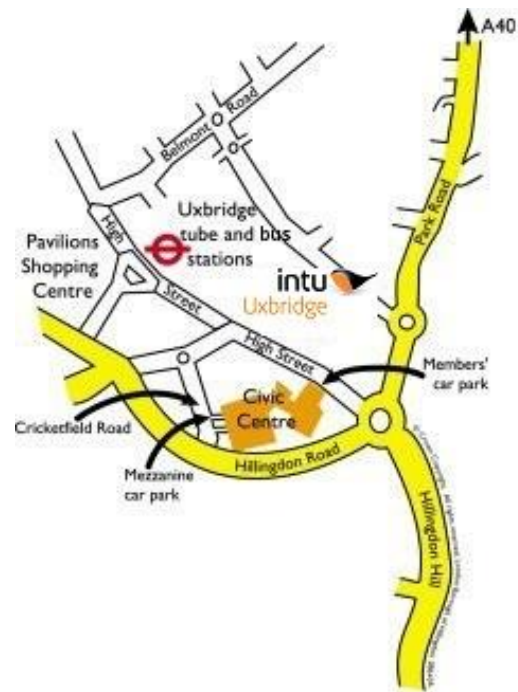 A40
Belmont Road
Park Road
Uxbridge
tube and bus
stations
High
Street
Pavilions
Shopping
Centre
intu
Uxbridge
High Street
Members'
car park
Civic
Centre
Cricketfield Road
Mezzanine
car park
Hillingdon Road
Hillingdon Hill